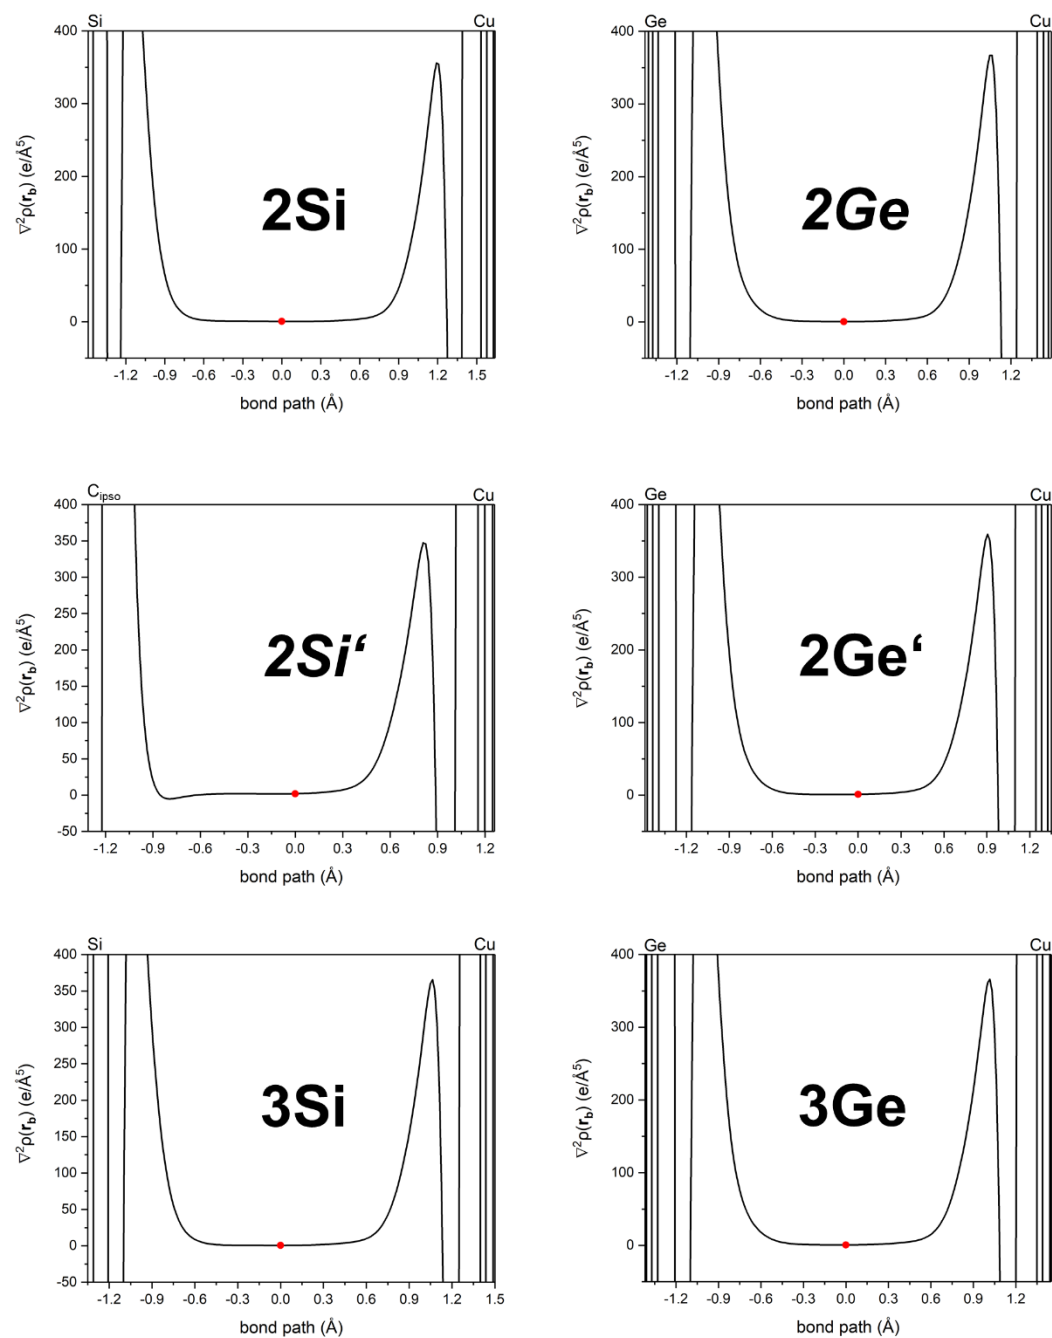 Si Cu
400
300
200
100
0
∇²ρ(r_b) (e/Å⁵)
2Si
-1.2 -0.9 -0.6 -0.3 0.0 0.3 0.6 0.9 1.2 1.5
bond path (Å)
Ge Cu
400
300
200
100
0
∇²ρ(r_b) (e/Å⁵)
2Ge
-1.2 -0.9 -0.6 -0.3 0.0 0.3 0.6 0.9 1.2
bond path (Å)
C_ipso Cu
400
350
300
250
200
150
100
50
0
-50
∇²ρ(r_b) (e/Å⁵)
2Si‘
-1.2 -0.9 -0.6 -0.3 0.0 0.3 0.6 0.9 1.2
bond path (Å)
Ge Cu
400
300
200
100
0
∇²ρ(r_b) (e/Å⁵)
2Ge‘
-1.2 -0.9 -0.6 -0.3 0.0 0.3 0.6 0.9 1.2
bond path (Å)
Si Cu
400
350
300
250
200
150
100
50
0
-50
∇²ρ(r_b) (e/Å⁵)
3Si
-1.2 -0.9 -0.6 -0.3 0.0 0.3 0.6 0.9 1.2 1.5
bond path (Å)
Ge Cu
400
300
200
100
0
∇²ρ(r_b) (e/Å⁵)
3Ge
-1.2 -0.9 -0.6 -0.3 0.0 0.3 0.6 0.9 1.2
bond path (Å)